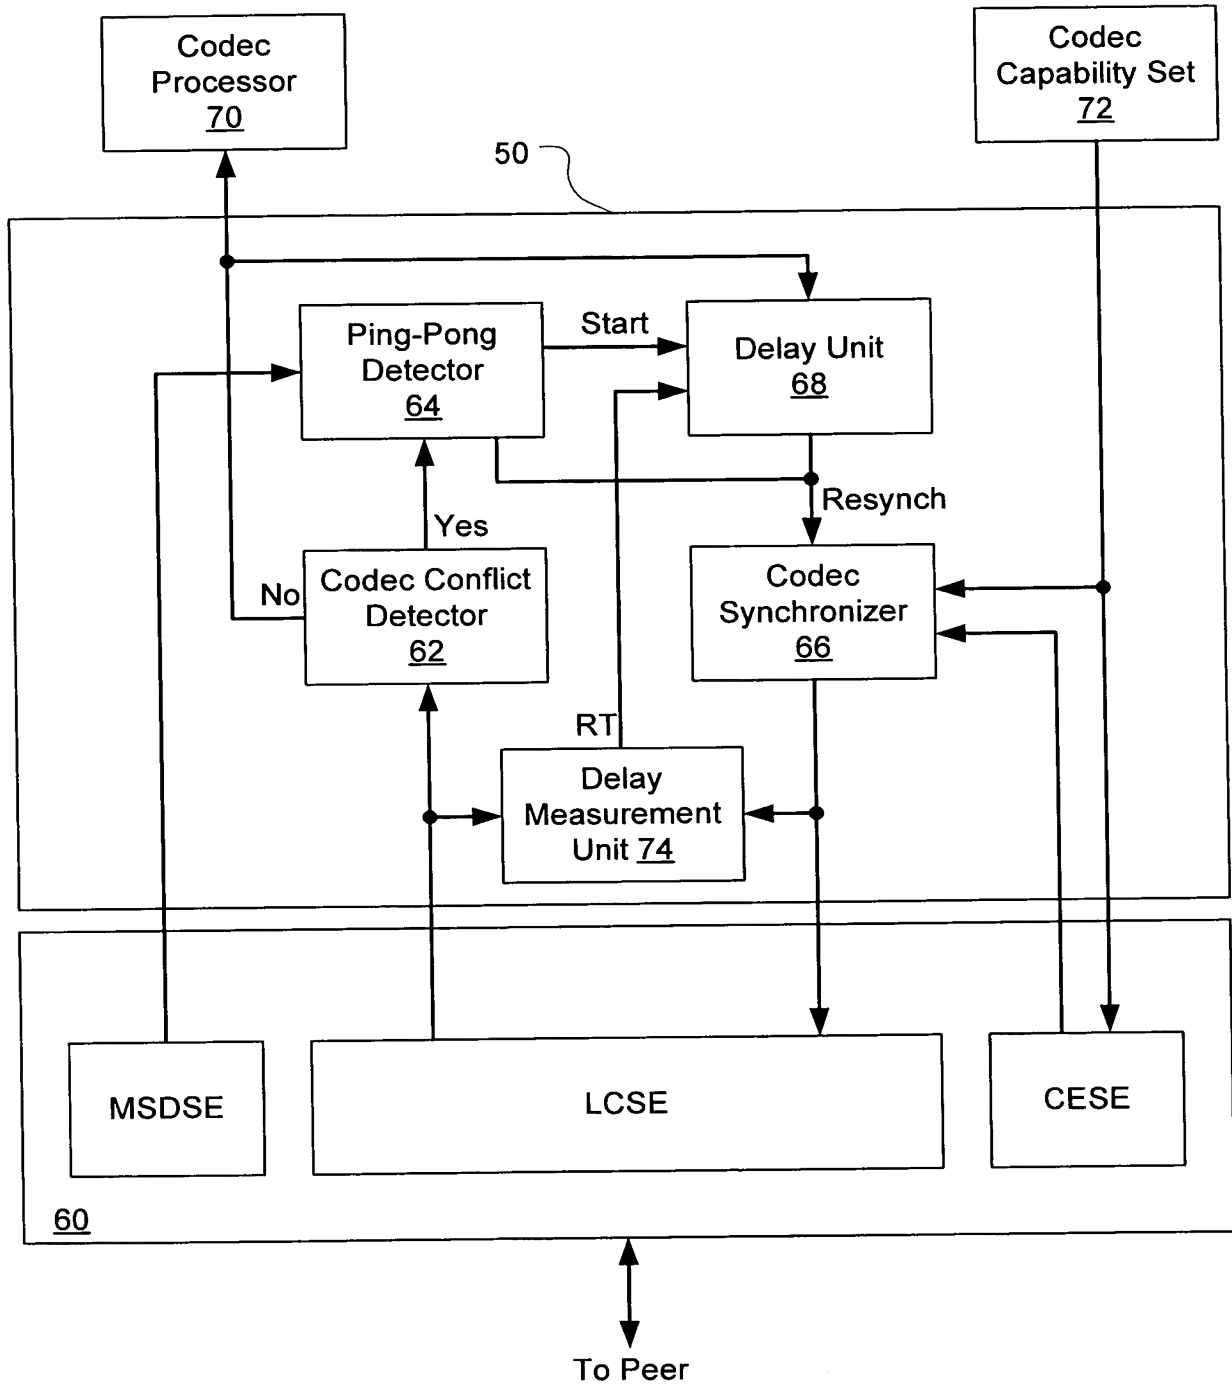 Codec
Processor
70
Codec
Capability Set
72
50
Ping-Pong
Detector
64
Start
Delay Unit
68
Yes
Resynch
No
Codec Conflict
Detector
62
Codec
Synchronizer
66
RT
Delay
Measurement
Unit 74
MSDSE
LCSE
CESE
60
To Peer